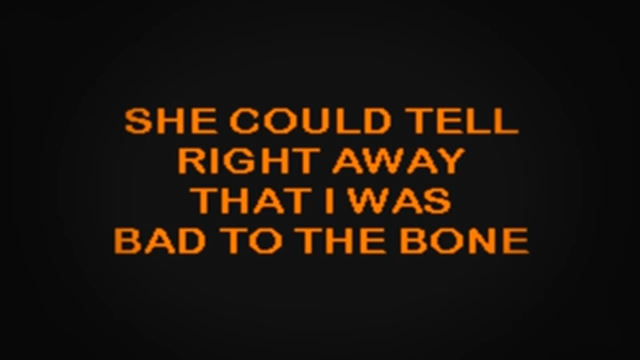 SHE COULD TELL
RIGHT AWAY
THAT I WAS
BAD TO THE BONE